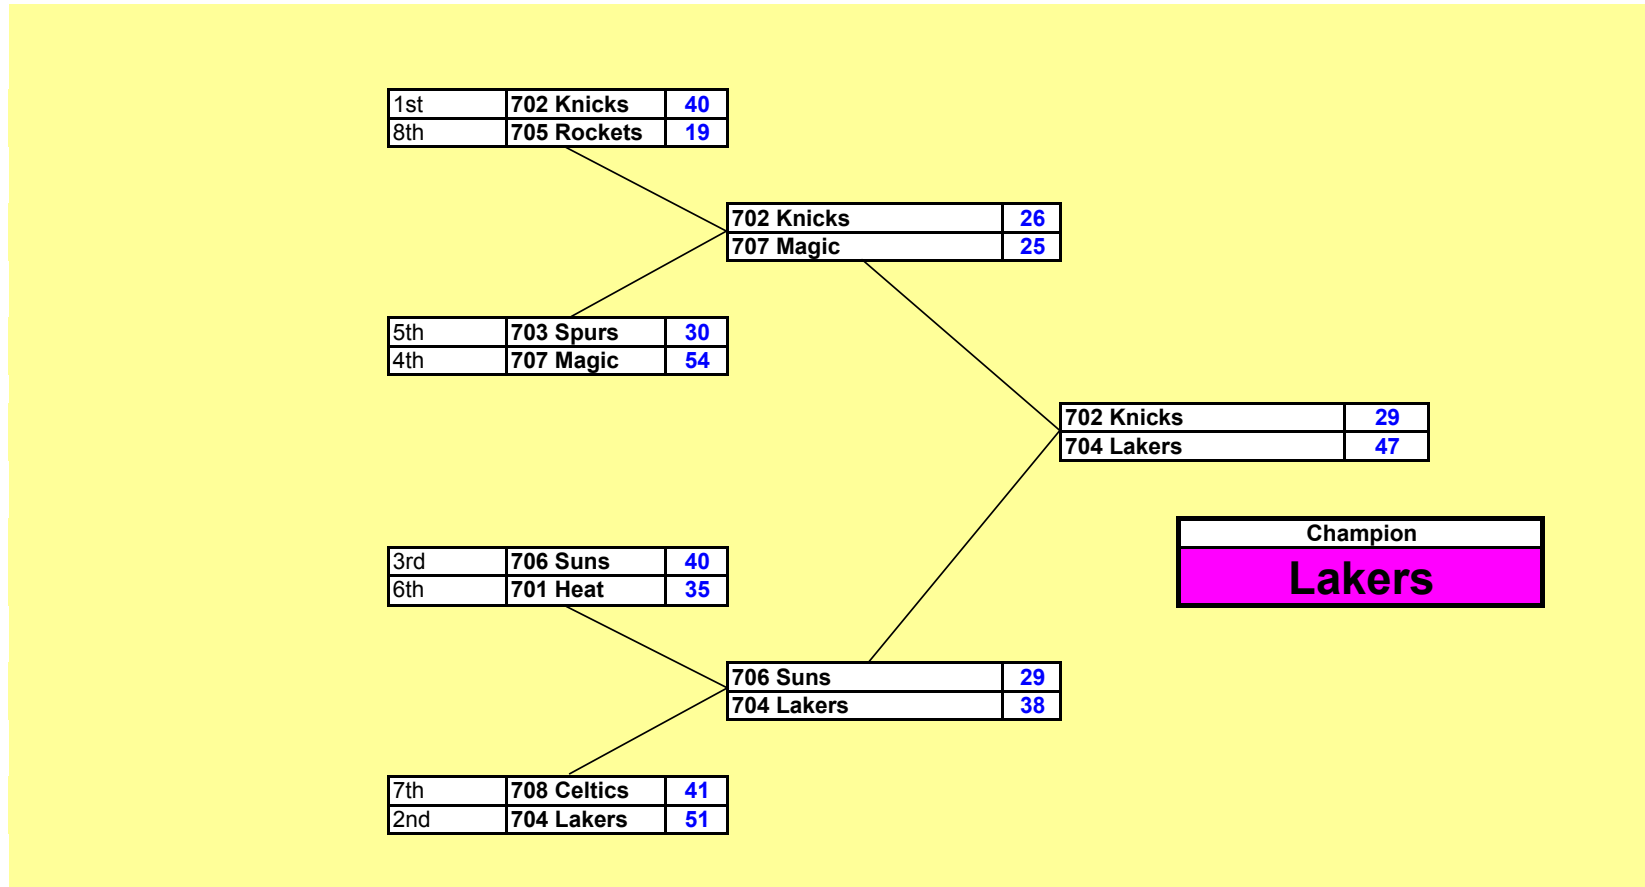 1st 702 Knicks 40
8th 705 Rockets 19
702 Knicks 26
707 Magic 25
5th 703 Spurs 30
4th 707 Magic 54
702 Knicks 29
704 Lakers 47
Champion
Lakers
3rd 706 Suns 40
6th 701 Heat 35
706 Suns 29
704 Lakers 38
7th 708 Celtics 41
2nd 704 Lakers 51